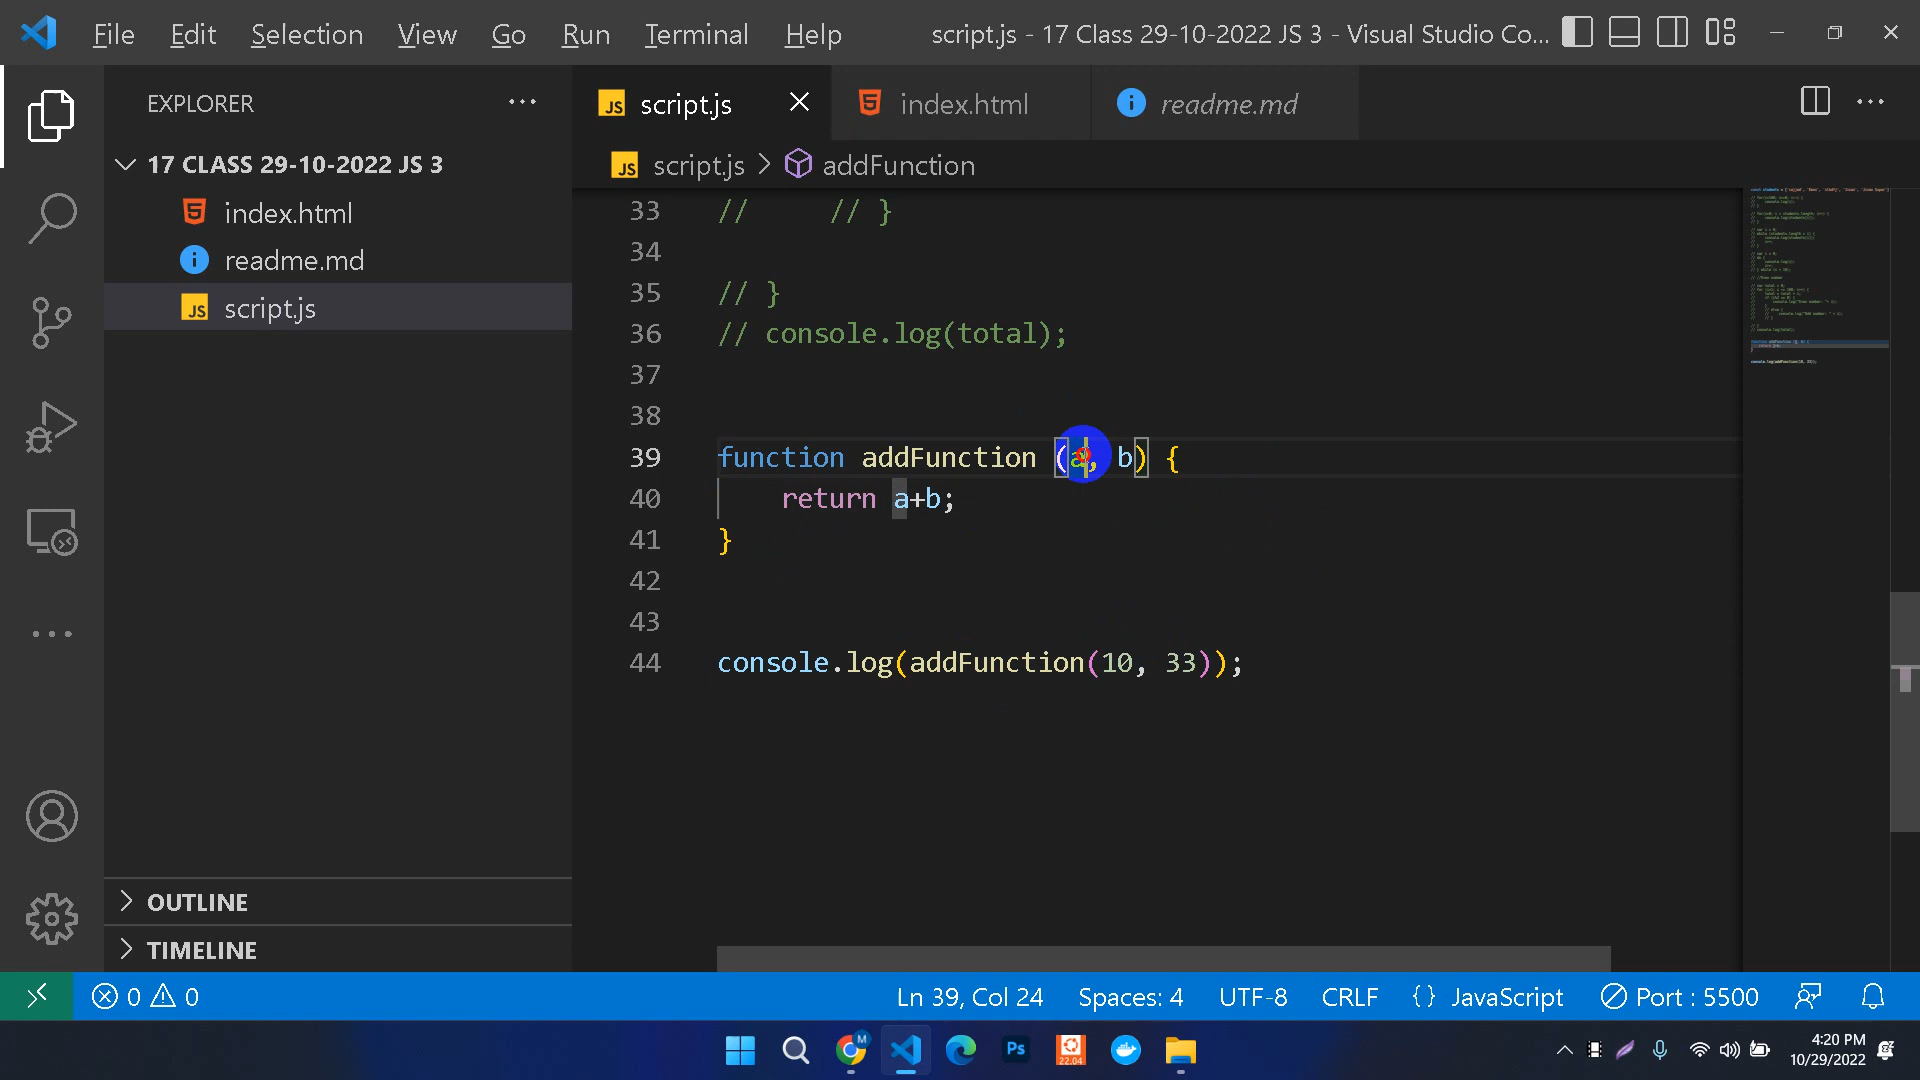 File Edit Selection View Go Run Terminal Help script.js - 17 Class 29-10-2022 JS 3 - Visual Studio Co...
EXPLORER
17 CLASS 29-10-2022 JS 3
index.html
readme.md
script.js
OUTLINE
TIMELINE
script.js index.html readme.md
script.js > addFunction
33 // // }
34
35 // }
36 // console.log(total);
37
38
39 function addFunction (a, b) {
40 return a+b;
41 }
42
43
44 console.log(addFunction(10, 33));
0 0 Ln 39, Col 24 Spaces: 4 UTF-8 CRLF {} JavaScript Port : 5500
M Ps 22.04 4:20 PM
10/29/2022